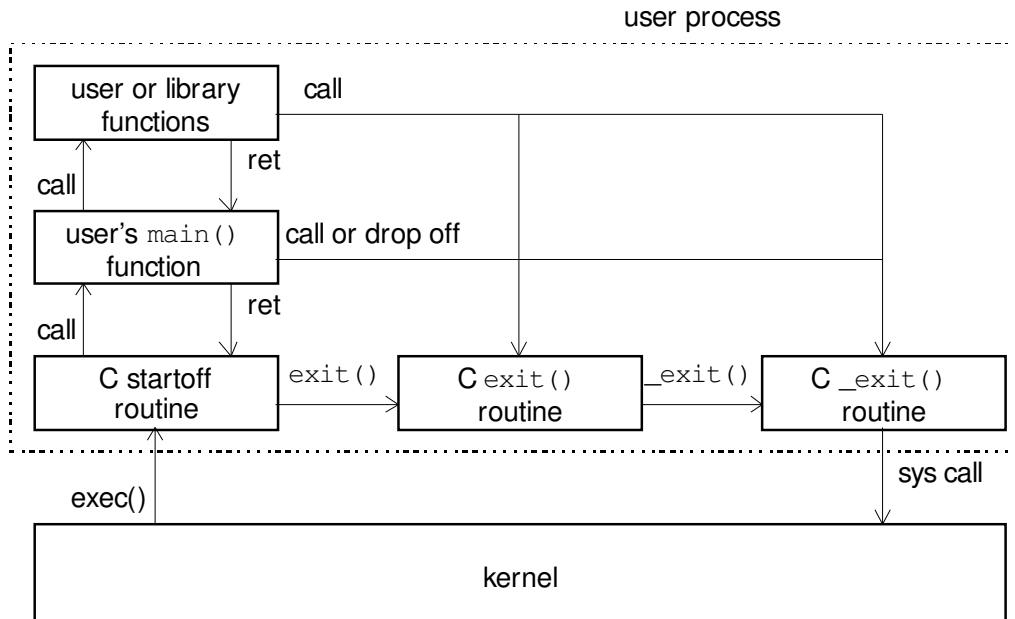 user process
user or library
functions
call
call
ret
user's main()
function
call or drop off
call
ret
C startoff
routine
exit()
C exit()
routine
_exit()
C _exit()
routine
exec()
sys call
kernel